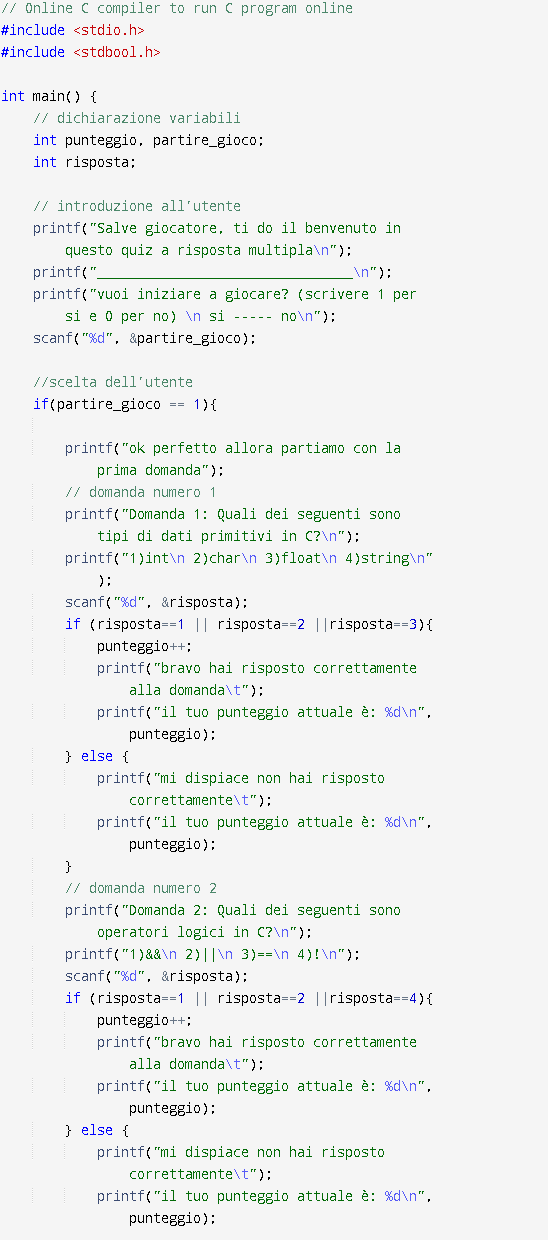 // Online C compiler to run C program online
#include <stdio.h>
#include <stdbool.h>
int main() {
// dichiarazione variabili
int punteggio, partire_gioco;
int risposta;
// introduzione all'utente
printf("Salve giocatore, ti do il benvenuto in
questo quiz a risposta multipla\n");
printf("________________________________\n");
printf("vuoi iniziare a giocare? (scrivere 1 per
si e 0 per no) \n si ----- no\n");
scanf("%d", &partire_gioco);
//scelta dell'utente
if(partire_gioco == 1){
printf("ok perfetto allora partiamo con la
prima domanda");
// domanda numero 1
printf("Domanda 1: Quali dei seguenti sono
tipi di dati primitivi in C?\n");
printf("1)int\n 2)char\n 3)float\n 4)string\n"
);
scanf("%d", &risposta);
if (risposta==1 || risposta==2 ||risposta==3){
punteggio++;
printf("bravo hai risposto correttamente
alla domanda\t");
printf("il tuo punteggio attuale è: %d\n",
punteggio);
} else {
printf("mi dispiace non hai risposto
correttamente\t");
printf("il tuo punteggio attuale è: %d\n",
punteggio);
}
// domanda numero 2
printf("Domanda 2: Quali dei seguenti sono
operatori logici in C?\n");
printf("1)&&\n 2)||\n 3)==\n 4)!\n");
scanf("%d", &risposta);
if (risposta==1 || risposta==2 ||risposta==4){
punteggio++;
printf("bravo hai risposto correttamente
alla domanda\t");
printf("il tuo punteggio attuale è: %d\n",
punteggio);
} else {
printf("mi dispiace non hai risposto
correttamente\t");
printf("il tuo punteggio attuale è: %d\n",
punteggio);